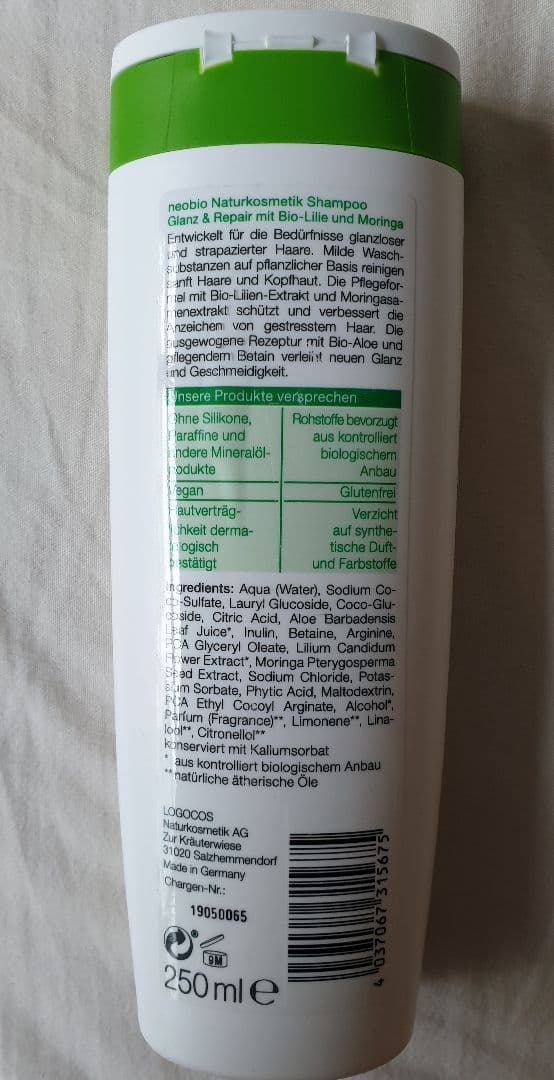 neobio Naturkosmetik Shampoo
Glanz & Repair mit Bio-Lilie und Moringa
Entwickelt für die Bedürfnisse glanzloser
und strapazierter Haare. Milde Wasch-
substanzen auf pflanzlicher Basis reinigen
sanft Haare und Kopfhaut. Die Pflegefor-
mel mit Bio-Lilien-Extrakt und Moringasa-
menextrakt schützt und verbessert die
Anzeichen von gestresstem Haar. Die
ausgewogene Rezeptur mit Bio-Aloe und
pflegendem Betain verleiht neuen Glanz
und Geschmeidigkeit.
Unsere Produkte versprechen
Ohne Silikone,
Paraffine und
andere Mineralöl-
produkte
Rohstoffe bevorzugt
aus kontrolliert
biologischem
Anbau
Vegan
Glutenfrei
Hautverträg-
lichkeit derma-
tologisch
bestätigt
Verzicht
auf synthe-
tische Duft-
und Farbstoffe
Ingredients: Aqua (Water), Sodium Co-
co-Sulfate, Lauryl Glucoside, Coco-Glu-
coside, Citric Acid, Aloe Barbadensis
Leaf Juice*, Inulin, Betaine, Arginine,
PCA Glyceryl Oleate, Lilium Candidum
Flower Extract*, Moringa Pterygosperma
Seed Extract, Sodium Chloride, Potas-
sium Sorbate, Phytic Acid, Maltodextrin,
PCA Ethyl Cocoyl Arginate, Alcohol*,
Parfum (Fragrance)**, Limonene**, Lina-
lool**, Citronellol**
konserviert mit Kaliumsorbat
* aus kontrolliert biologischem Anbau
** natürliche ätherische Öle
LOGOCOS
Naturkosmetik AG
Zur Kräuterwiese
31020 Salzhemmendorf
Made in Germany
Chargen-Nr.:
19050065
9M
250 ml e
4 037067 315675